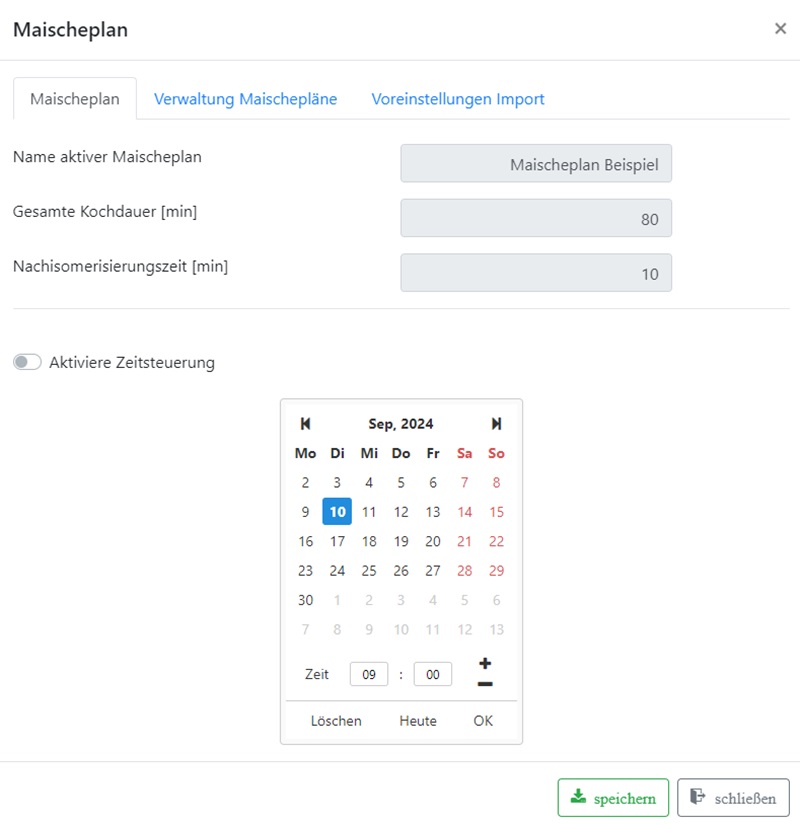 Maischeplan ×
Maischeplan Verwaltung Maischepläne Voreinstellungen Import
Name aktiver Maischeplan Maischeplan Beispiel
Gesamte Kochdauer [min] 80
Nachisomerisierungszeit [min] 10
Aktiviere Zeitsteuerung
Sep, 2024
Mo Di Mi Do Fr Sa So
2 3 4 5 6 7 8
9 10 11 12 13 14 15
16 17 18 19 20 21 22
23 24 25 26 27 28 29
30 1 2 3 4 5 6
7 8 9 10 11 12 13
Zeit 09 : 00
Löschen Heute OK
speichern schließen